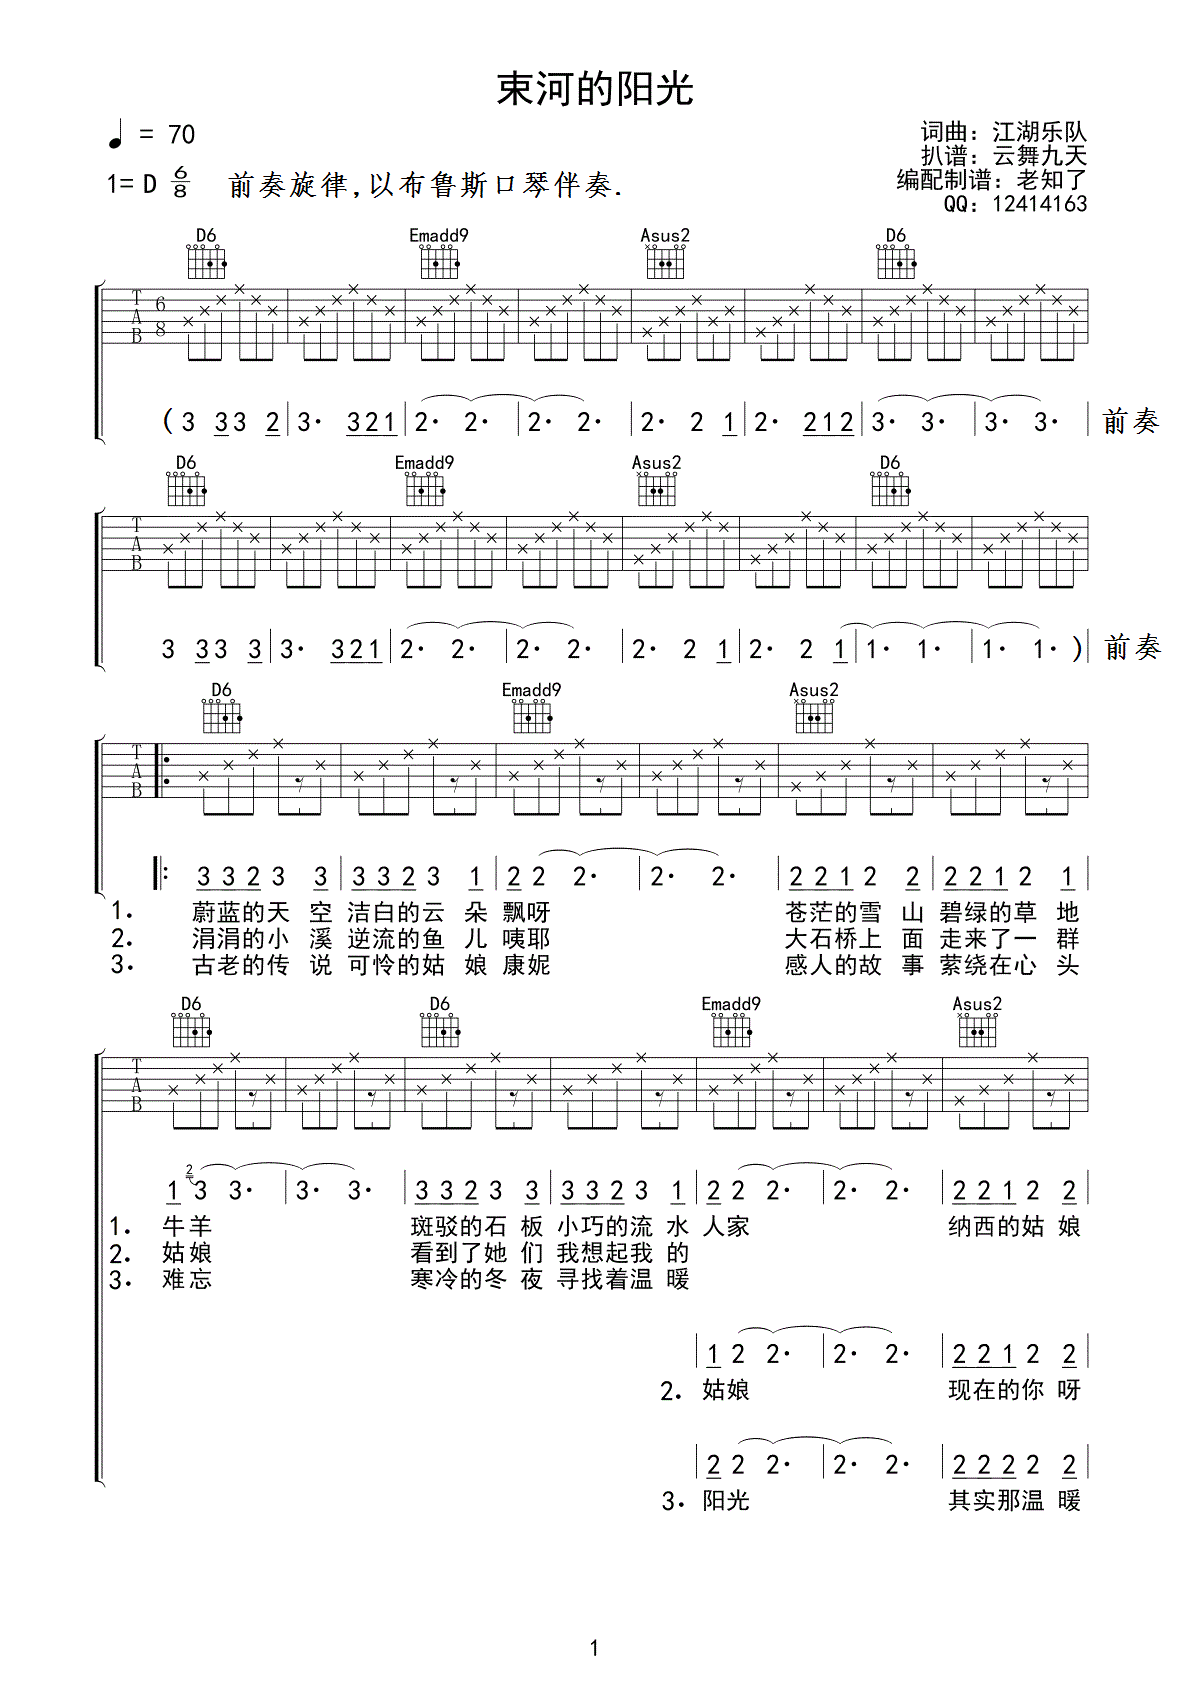 束河的阳光
♩ = 70
词曲：江湖乐队
扒谱：云舞九天
1= D 6/8 前奏旋律,以布鲁斯口琴伴奏.
编配制谱：老知了
QQ：12414163
D6 Emadd9 Asus2 D6
T A B 6 8
( 3 33 2 | 3· 321 | 2· 2· | 2· 2· | 2· 2 1 | 2· 212 | 3· 3· | 3· 3· | 前奏
D6 Emadd9 Asus2 D6
T A B
3 33 3 | 3· 321 | 2· 2· | 2· 2· | 2· 2 1 | 2· 2 1 | 1· 1· | 1· 1· ) 前奏
D6 Emadd9 Asus2
T A B
3 3 2 3 3 | 3 3 2 3 1 | 2 2 2· | 2· 2· | 2 2 1 2 2 | 2 2 1 2 1 |
1. 蔚蓝的天 空 洁白的云 朵 飘呀 苍茫的雪 山 碧绿的草 地
2. 涓涓的小 溪 逆流的鱼 儿 咦耶 大石桥上 面 走来了一 群
3. 古老的传 说 可怜的姑 娘 康妮 感人的故 事 萦绕在心 头
D6 D6 Emadd9 Asus2
T A B
1 2 3 3· | 3· 3· | 3 3 2 3 3 | 3 3 2 3 1 | 2 2 2· | 2· 2· | 2 2 1 2 2 |
1. 牛羊 斑驳的石 板 小巧的流 水 人家 纳西的姑 娘
2. 姑娘 看到了她 们 我想起我 的
3. 难忘 寒冷的冬 夜 寻找着温 暖
| 1 2 2· | 2· 2· | 2 2 1 2 2 |
2. 姑娘 现在的你 呀
| 2 2 2· | 2· 2· | 2 2 2 2 2 |
3. 阳光 其实那温 暖
1